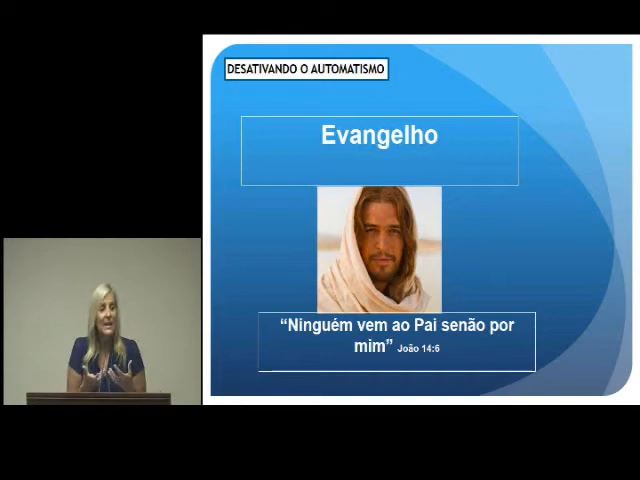 DESATIVANDO O AUTOMATISMO
Evangelho
“Ninguém vem ao Pai senão por
mim” João 14:6